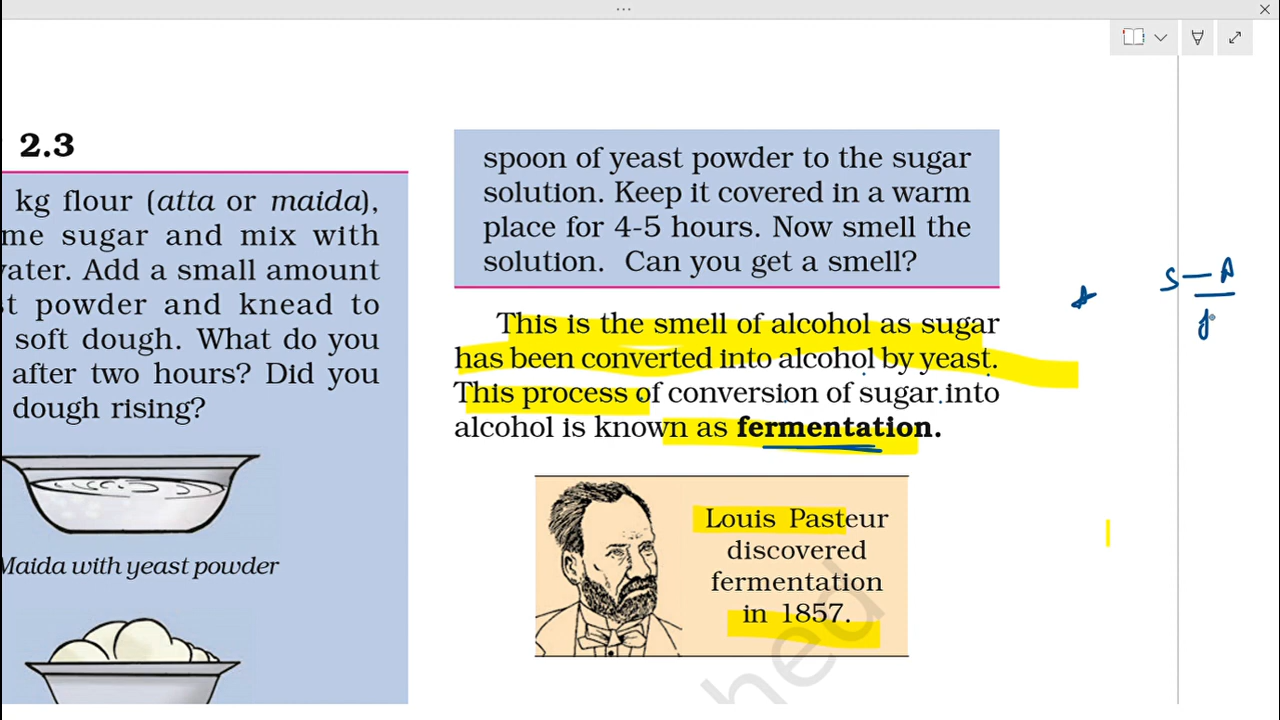 2.3
kg flour (atta or maida),
me sugar and mix with
ater. Add a small amount
t powder and knead to
soft dough. What do you
after two hours? Did you
dough rising?
Maida with yeast powder
spoon of yeast powder to the sugar
solution. Keep it covered in a warm
place for 4-5 hours. Now smell the
solution. Can you get a smell?
This is the smell of alcohol as sugar
has been converted into alcohol by yeast.
This process of conversion of sugar into
alcohol is known as fermentation.
Louis Pasteur
discovered
fermentation
in 1857.
hed
S — A
y